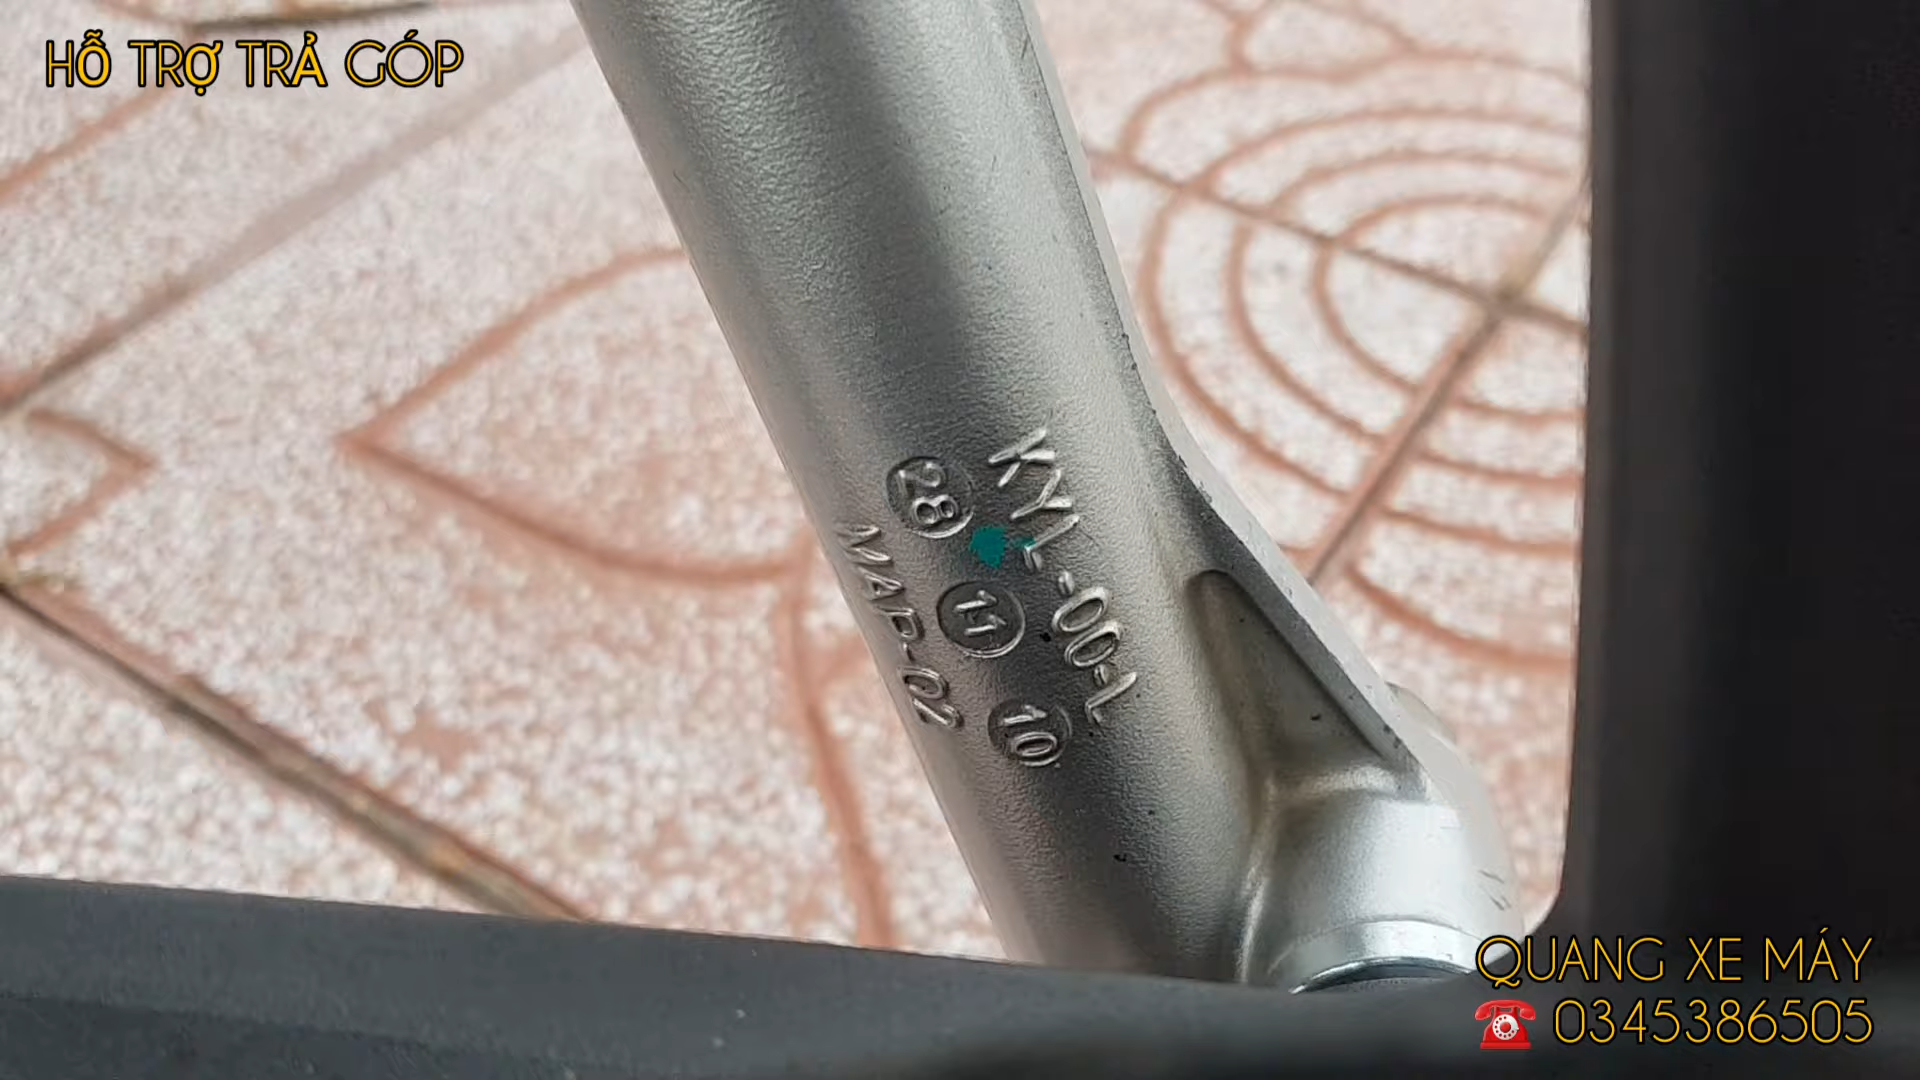 HỖ TRỢ TRẢ GÓP
KYL-00-L
28
11
10
MAP-02
QUANG XE MÁY
☎ 0345386505